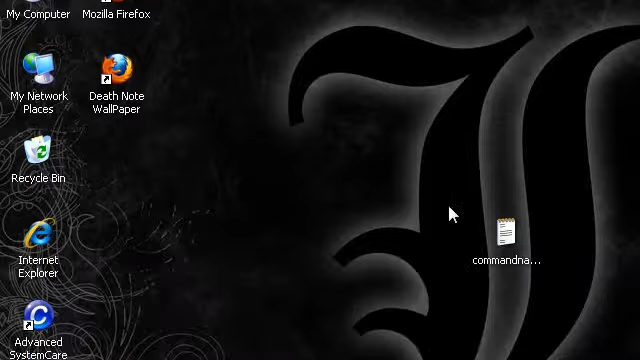 My Computer
Mozilla Firefox
My Network
Places
Death Note
WallPaper
Recycle Bin
commandna...
Internet
Explorer
Advanced
SystemCare